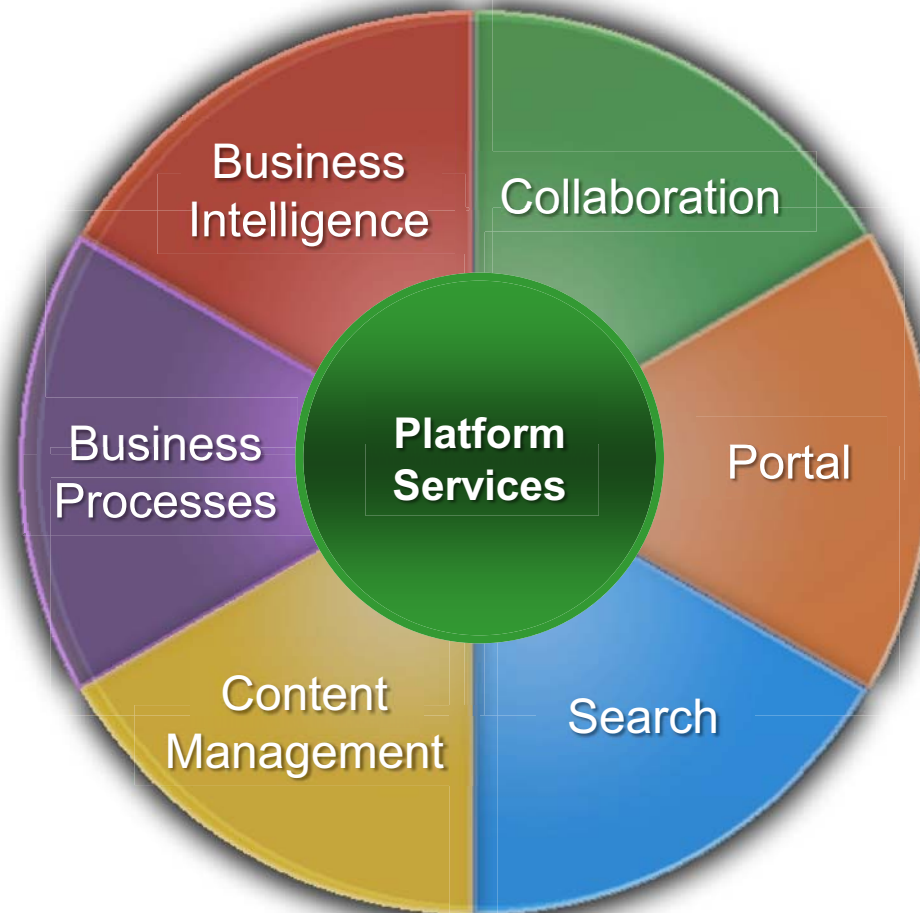 Business
Intelligence
Collaboration
Platform
Services
Portal
Business
Processes
Content
Management
Search